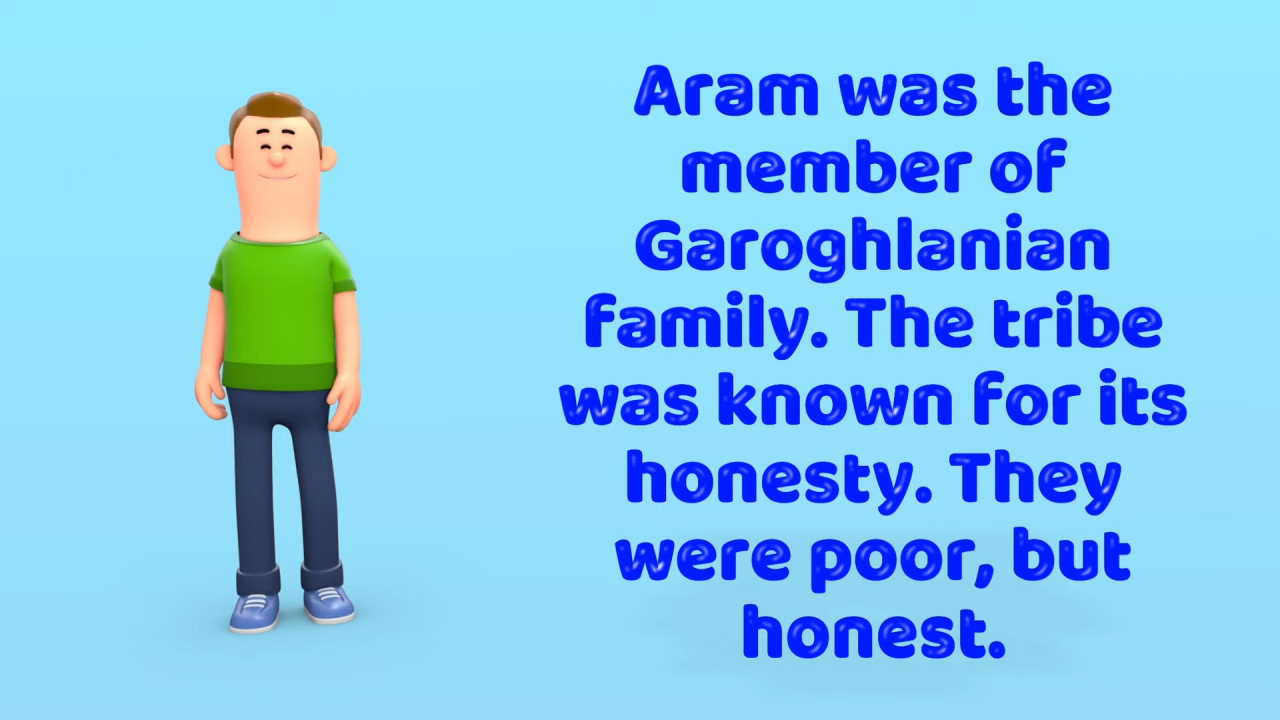 Aram was the
member of
Garoghlanian
family. The tribe
was known for its
honesty. They
were poor, but
honest.